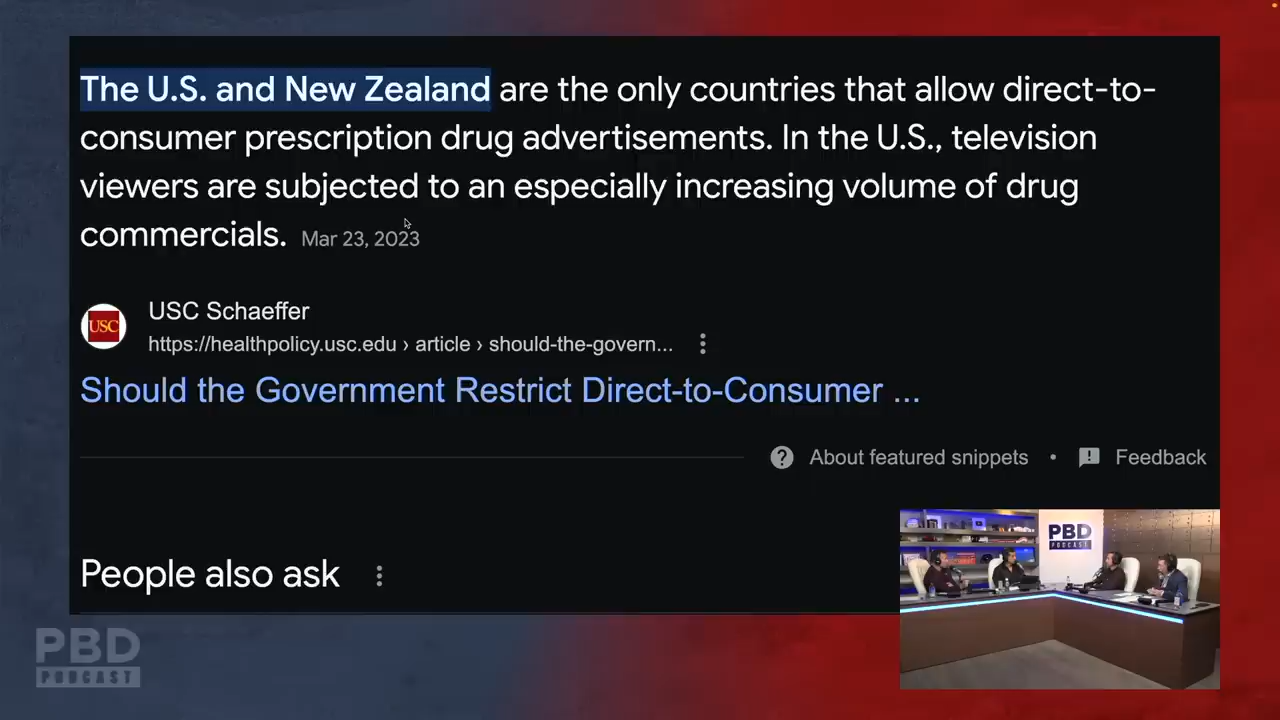 The U.S. and New Zealand are the only countries that allow direct-to-
consumer prescription drug advertisements. In the U.S., television
viewers are subjected to an especially increasing volume of drug
commercials. Mar 23, 2023
USC
USC Schaeffer
https://healthpolicy.usc.edu › article › should-the-govern...
Should the Government Restrict Direct-to-Consumer ...
About featured snippets • Feedback
People also ask
PBD
PODCAST
PBD
PODCAST